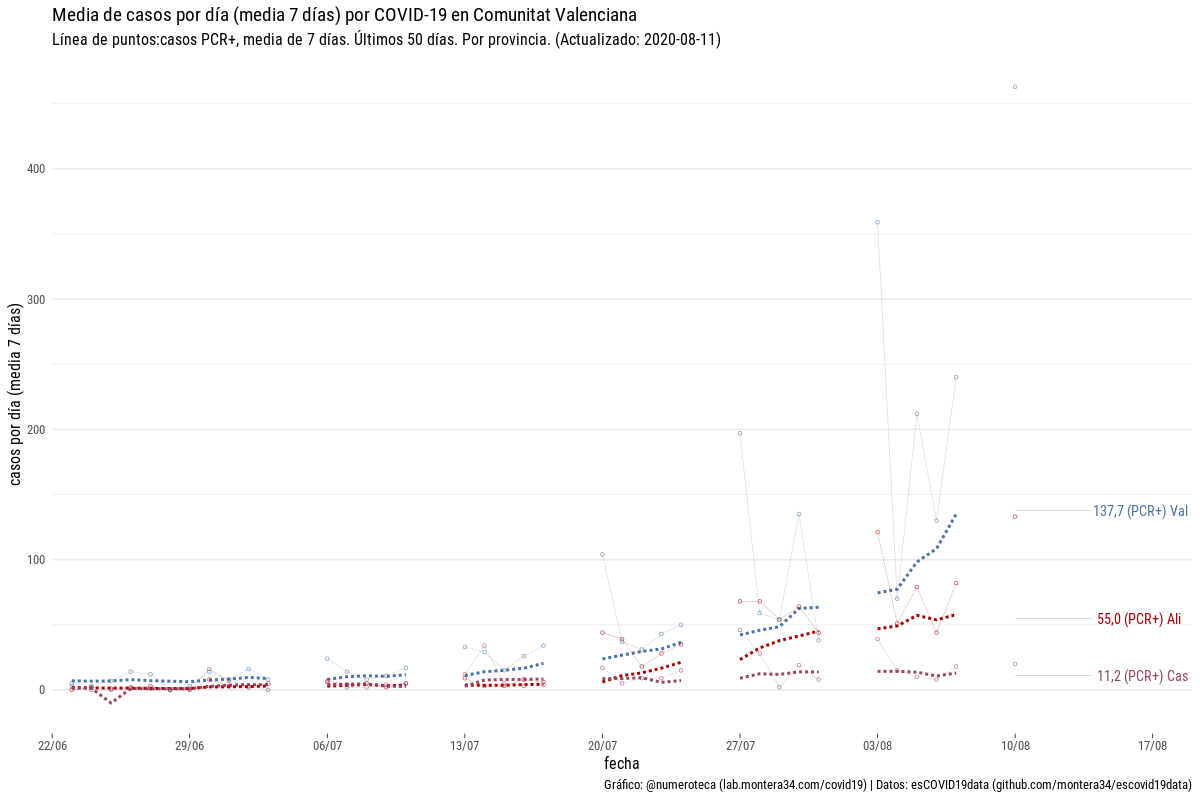 Media de casos por día (media 7 días) por COVID-19 en Comunitat Valenciana
Línea de puntos:casos PCR+, media de 7 días. Últimos 50 días. Por provincia. (Actualizado: 2020-08-11)
casos por día (media 7 días)
400
300
200
100
0
137,7 (PCR+) Val
55,0 (PCR+) Ali
11,2 (PCR+) Cas
22/06
29/06
06/07
13/07
20/07
27/07
03/08
10/08
17/08
fecha
Gráfico: @numeroteca (lab.montera34.com/covid19) | Datos: esCOVID19data (github.com/montera34/escovid19data)